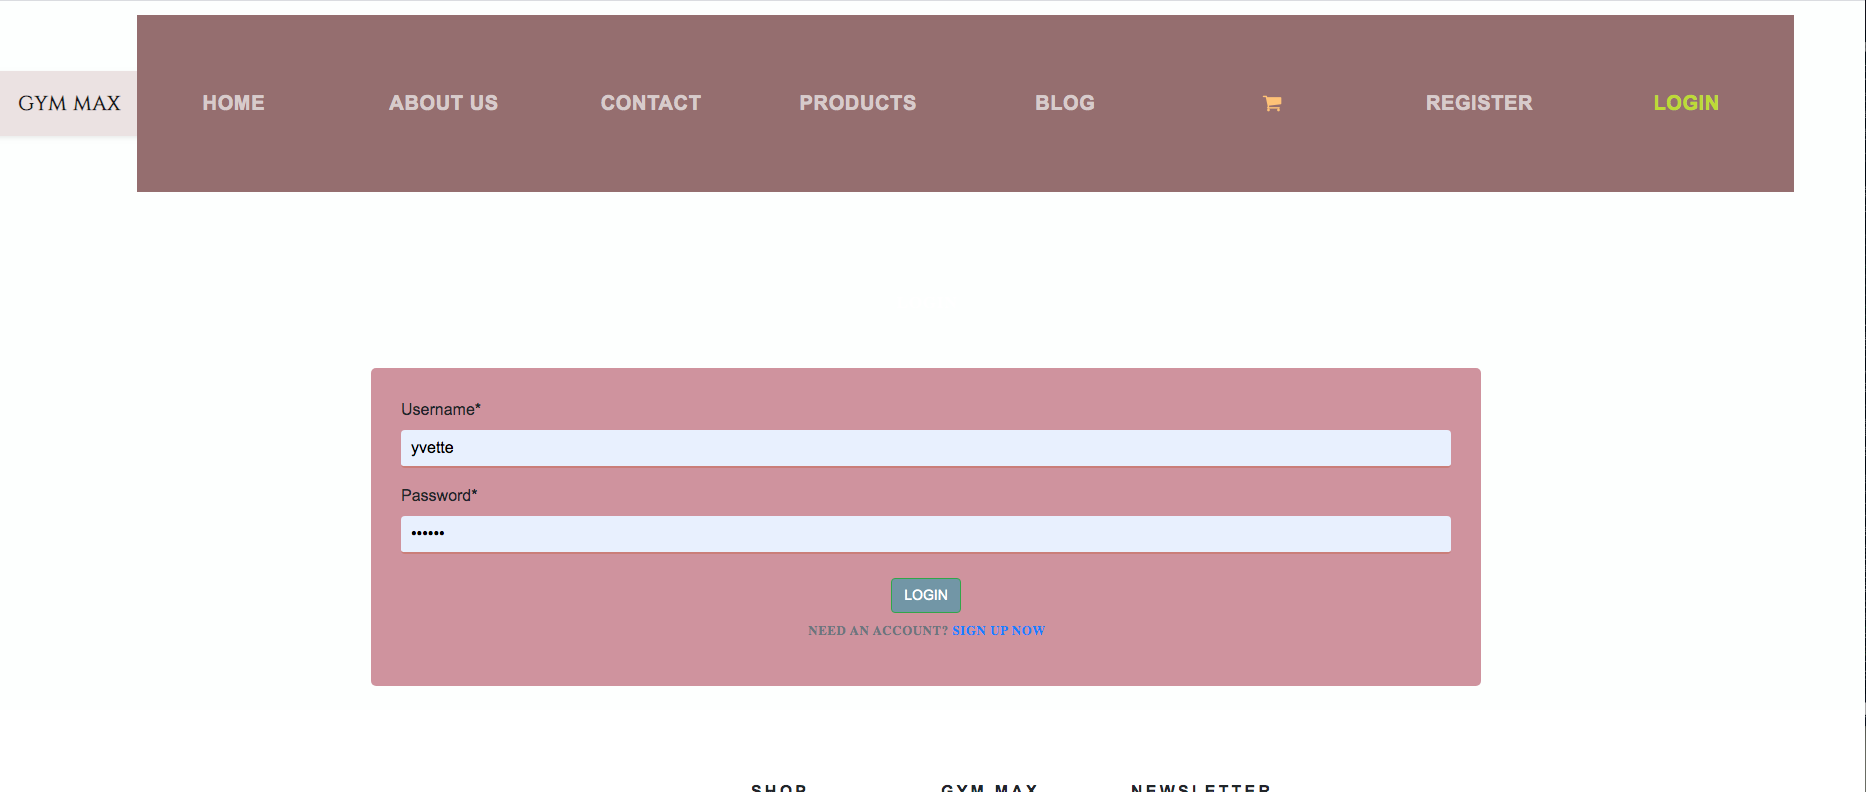 GYM MAX HOME ABOUT US CONTACT PRODUCTS BLOG REGISTER LOGIN
Username*
yvette
Password*
••••••
LOGIN
NEED AN ACCOUNT? SIGN UP NOW
SHOP GYM MAX NEWSLETTER